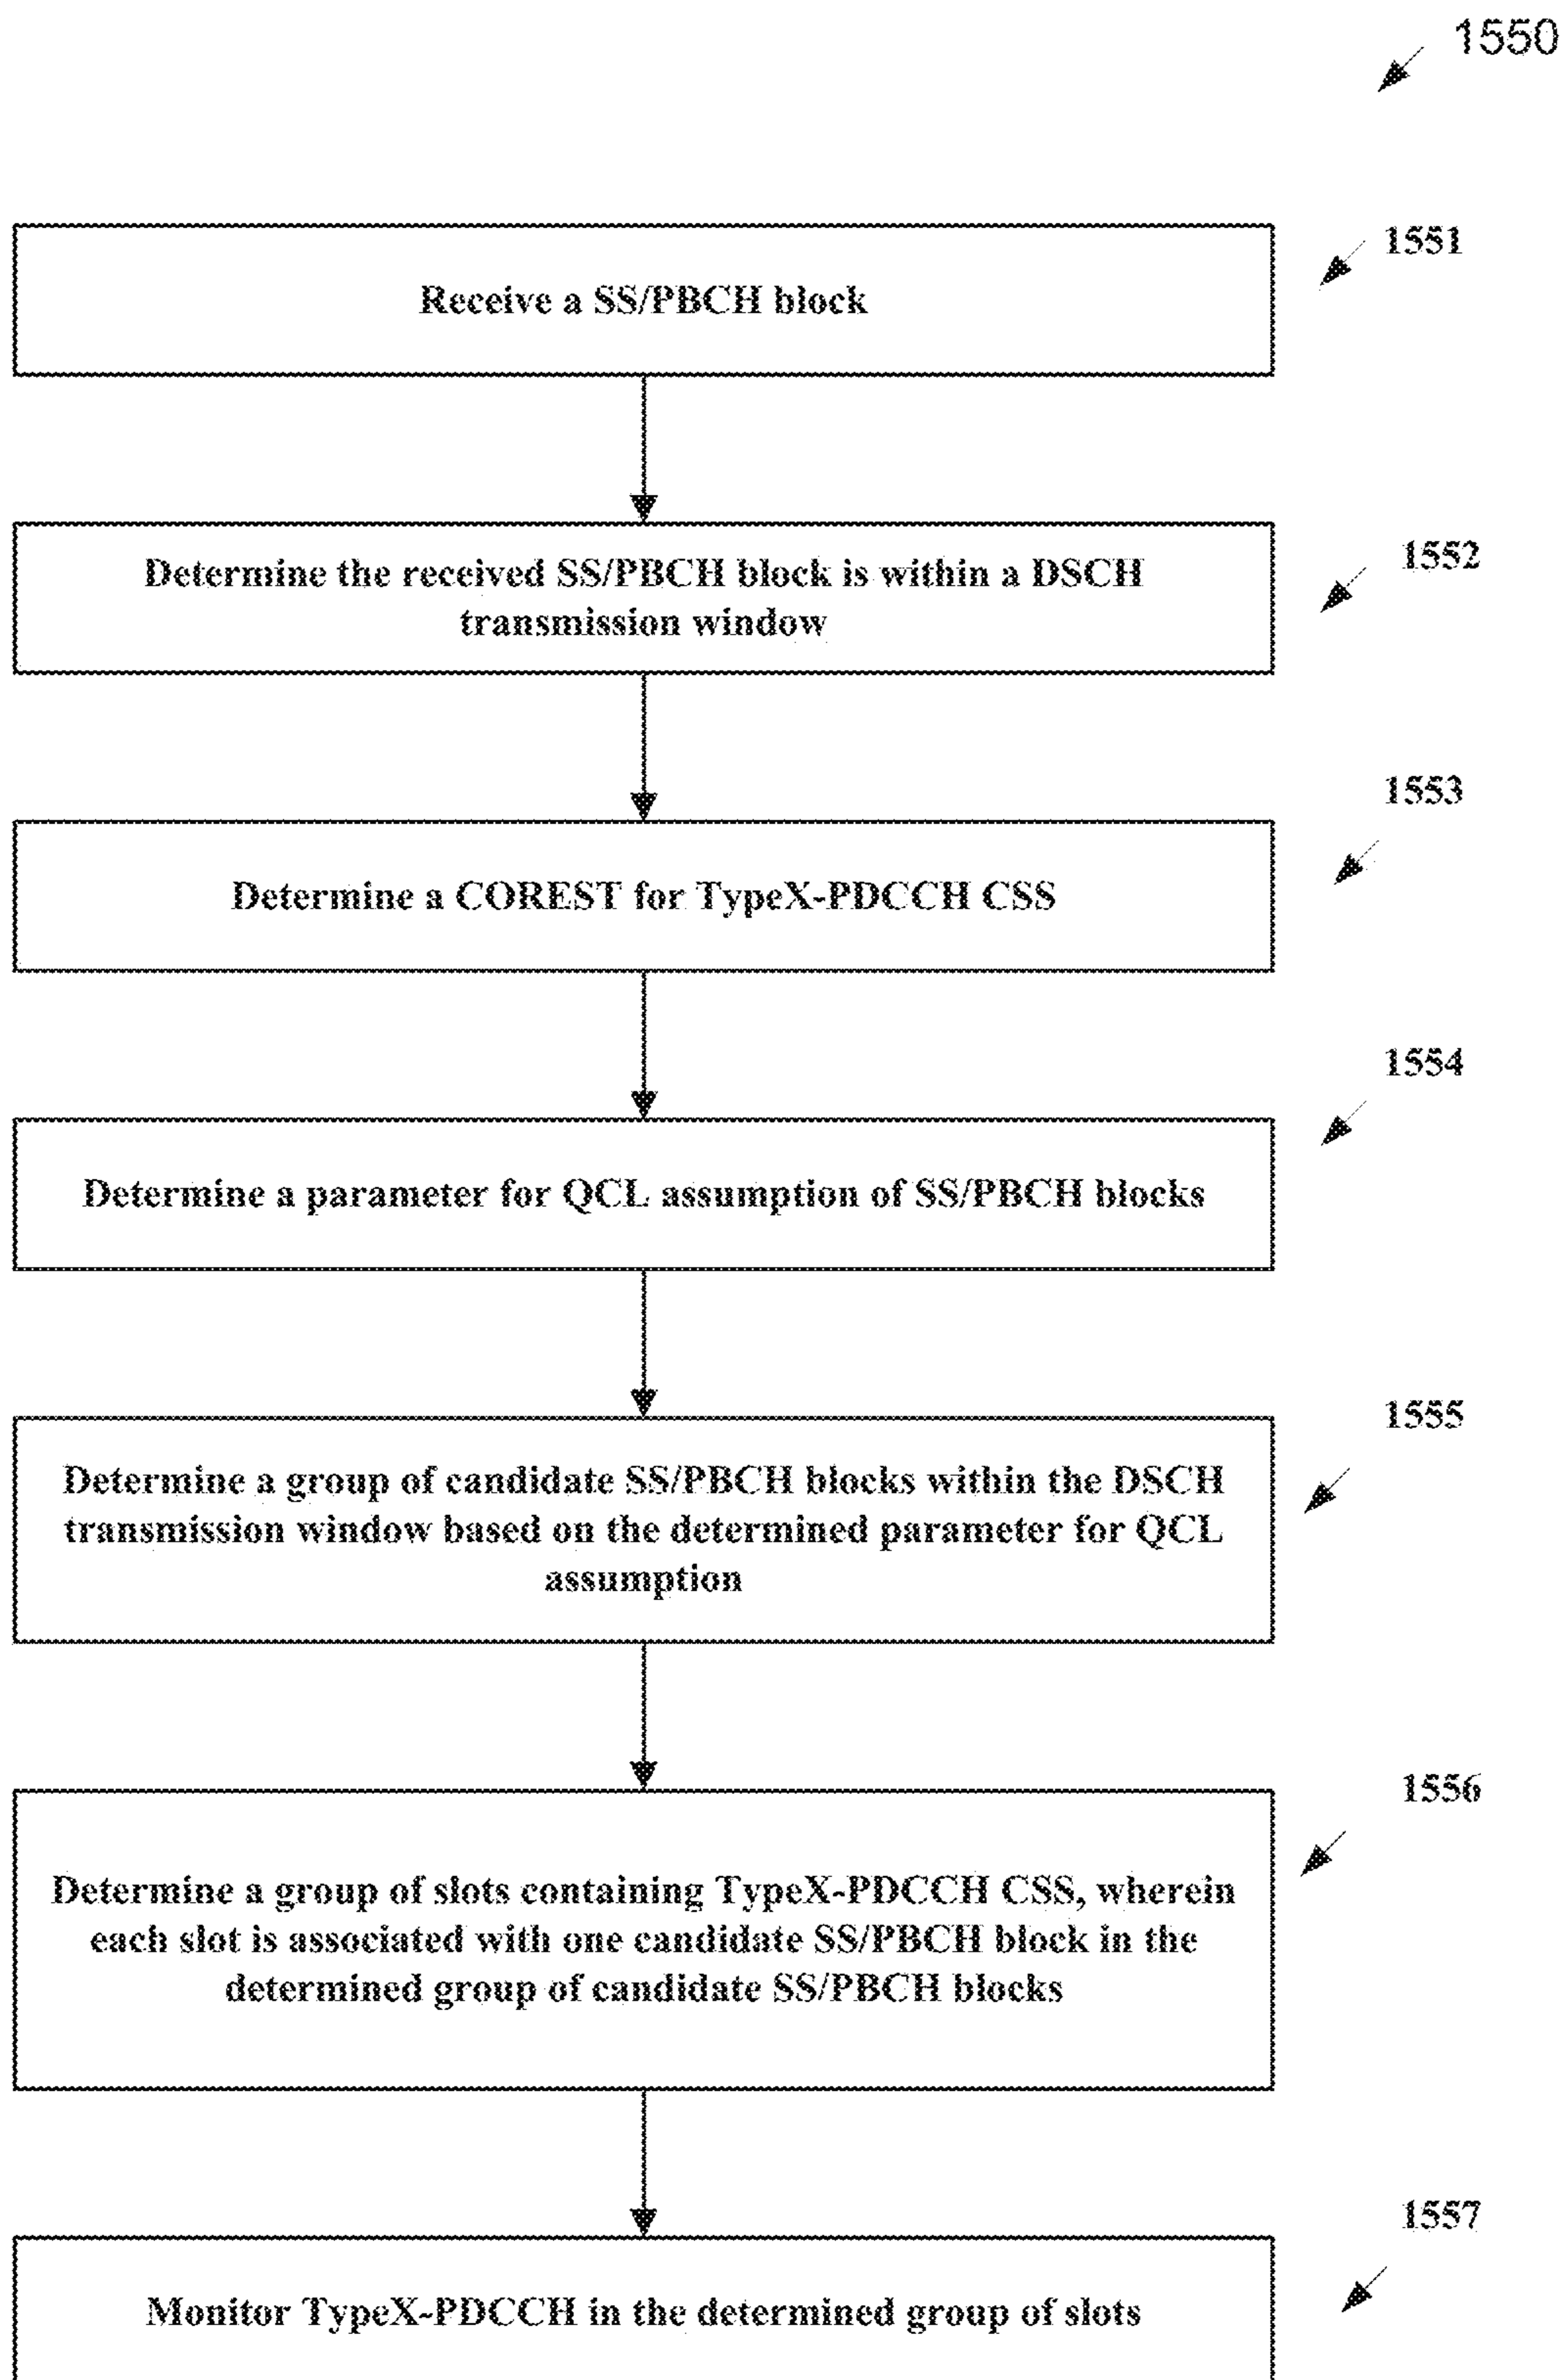 1550
1551
Receive a SS/PBCH block
1552
Determine the received SS/PBCH block is within a DSCH
transmission window
1553
Determine a COREST for TypeX-PDCCH CSS
1554
Determine a parameter for QCL assumption of SS/PBCH blocks
1555
Determine a group of candidate SS/PBCH blocks within the DSCH
transmission window based on the determined parameter for QCL
assumption
1556
Determine a group of slots containing TypeX-PDCCH CSS, wherein
each slot is associated with one candidate SS/PBCH block in the
determined group of candidate SS/PBCH blocks
1557
Monitor TypeX-PDCCH in the determined group of slots